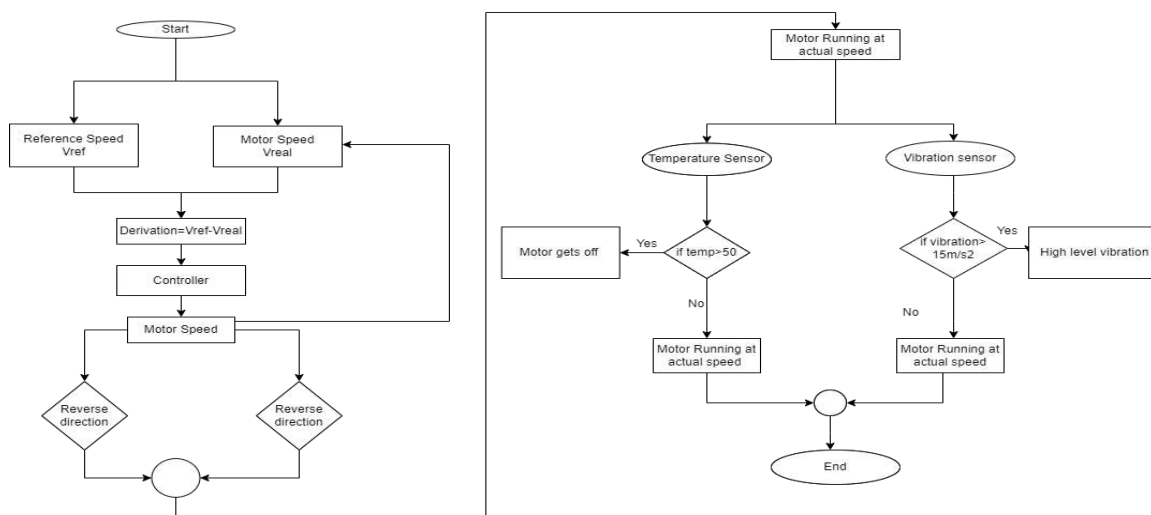 Start
Reference Speed
Vref
Motor Speed
Vreal
Derivation=Vref-Vreal
Controller
Motor Speed
Reverse
direction
Reverse
direction
Motor Running at
actual speed
Temperature Sensor
Vibration sensor
Motor gets off
Yes
if temp>50
if vibration>
15m/s2
Yes
High level vibration
No
No
Motor Running at
actual speed
Motor Running at
actual speed
End